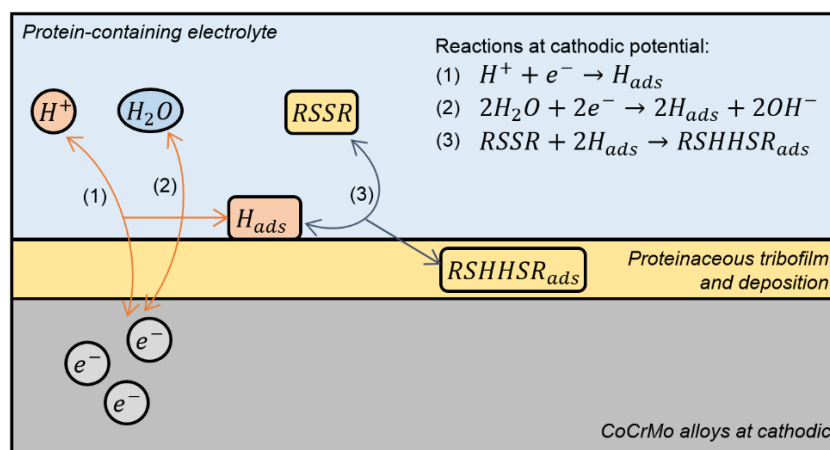 Protein-containing electrolyte
Reactions at cathodic potential:
(1) H⁺ + e⁻ → H_ads
(2) 2H₂O + 2e⁻ → 2H_ads + 2OH⁻
(3) RSSR + 2H_ads → RSHHSR_ads
H⁺
H₂O
RSSR
(1)
(2)
(3)
H_ads
RSHHSR_ads
Proteinaceous tribofilm
and deposition
e⁻
e⁻
e⁻
CoCrMo alloys at cathodic